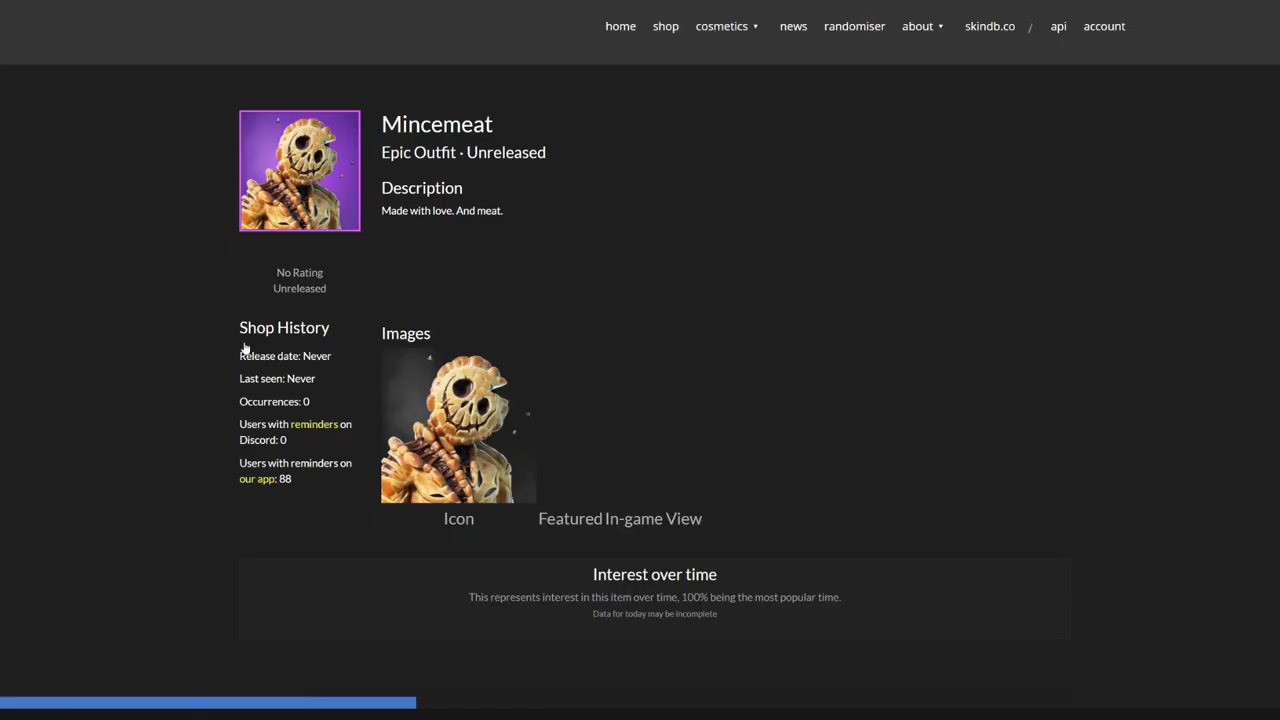 home shop cosmetics news randomiser about skindb.co / api account
Mincemeat
Epic Outfit · Unreleased
Description
Made with love. And meat.
No Rating
Unreleased
Shop History
Release date: Never
Last seen: Never
Occurrences: 0
Users with reminders on
Discord: 0
Users with reminders on
our app: 88
Images
Icon
Featured In-game View
Interest over time
This represents interest in this item over time, 100% being the most popular time.
Data for today may be incomplete